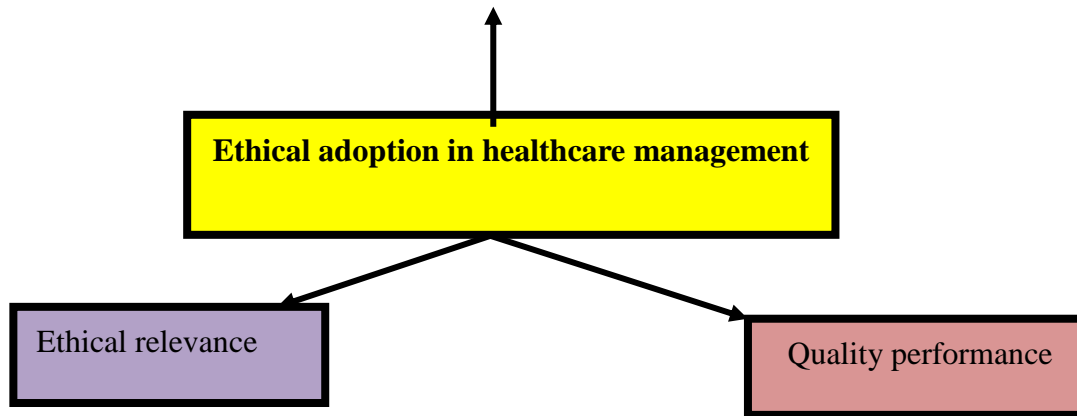 Ethical adoption in healthcare management
Ethical relevance
Quality performance